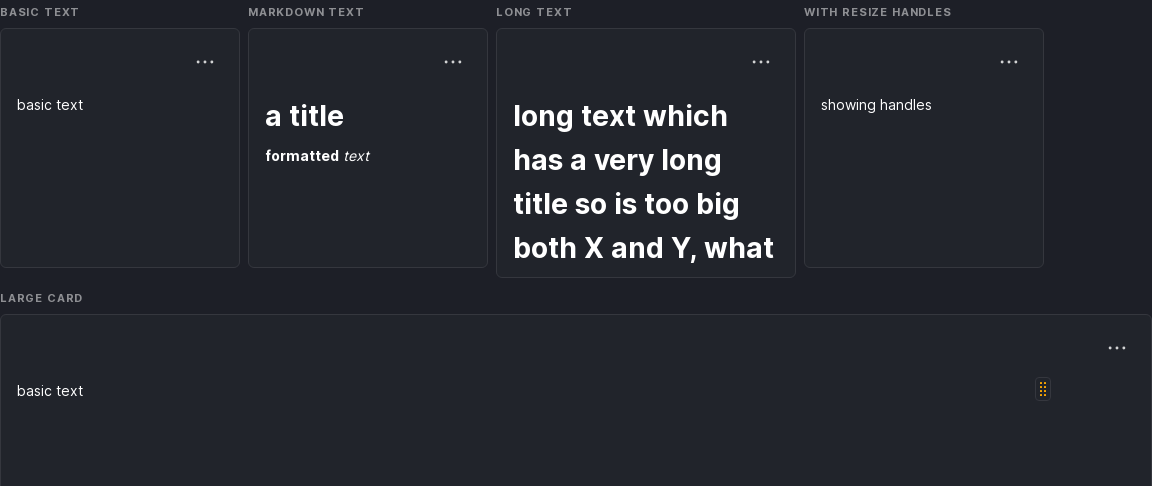 BASIC TEXT
basic text
MARKDOWN TEXT
a title
formatted text
LONG TEXT
long text which
has a very long
title so is too big
both X and Y, what
WITH RESIZE HANDLES
showing handles
LARGE CARD
basic text